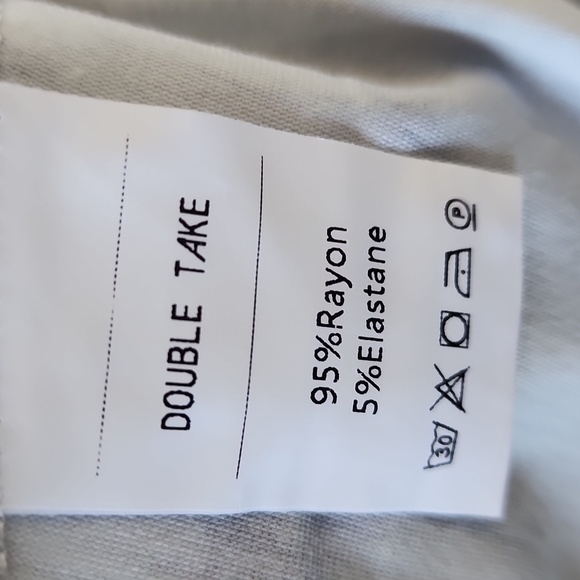 DOUBLE TAKE
95%Rayon
5%Elastane
30 P